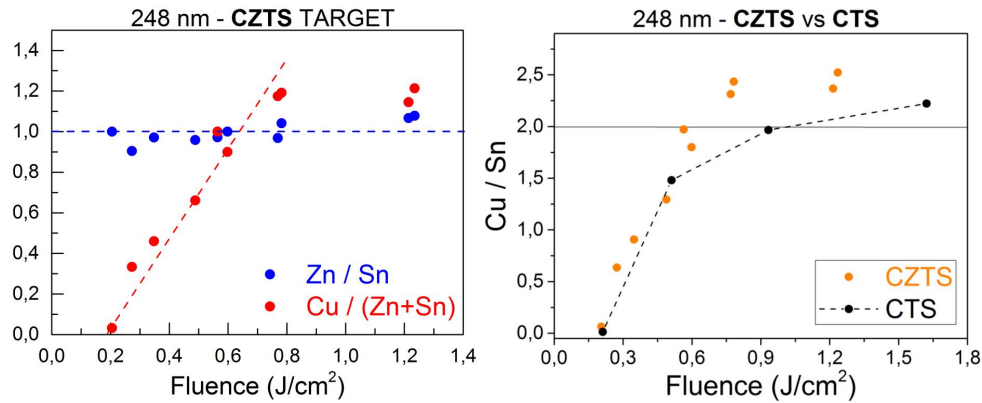 248 nm - CZTS TARGET
1,4
1,2
1,0
0,8
0,6
0,4
0,2
0,0
Zn / Sn
Cu / (Zn+Sn)
0,0 0,2 0,4 0,6 0,8 1,0 1,2 1,4
Fluence (J/cm²)
248 nm - CZTS vs CTS
Cu / Sn
2,5
2,0
1,5
1,0
0,5
0,0
CZTS
CTS
0,0 0,3 0,6 0,9 1,2 1,5 1,8
Fluence (J/cm²)